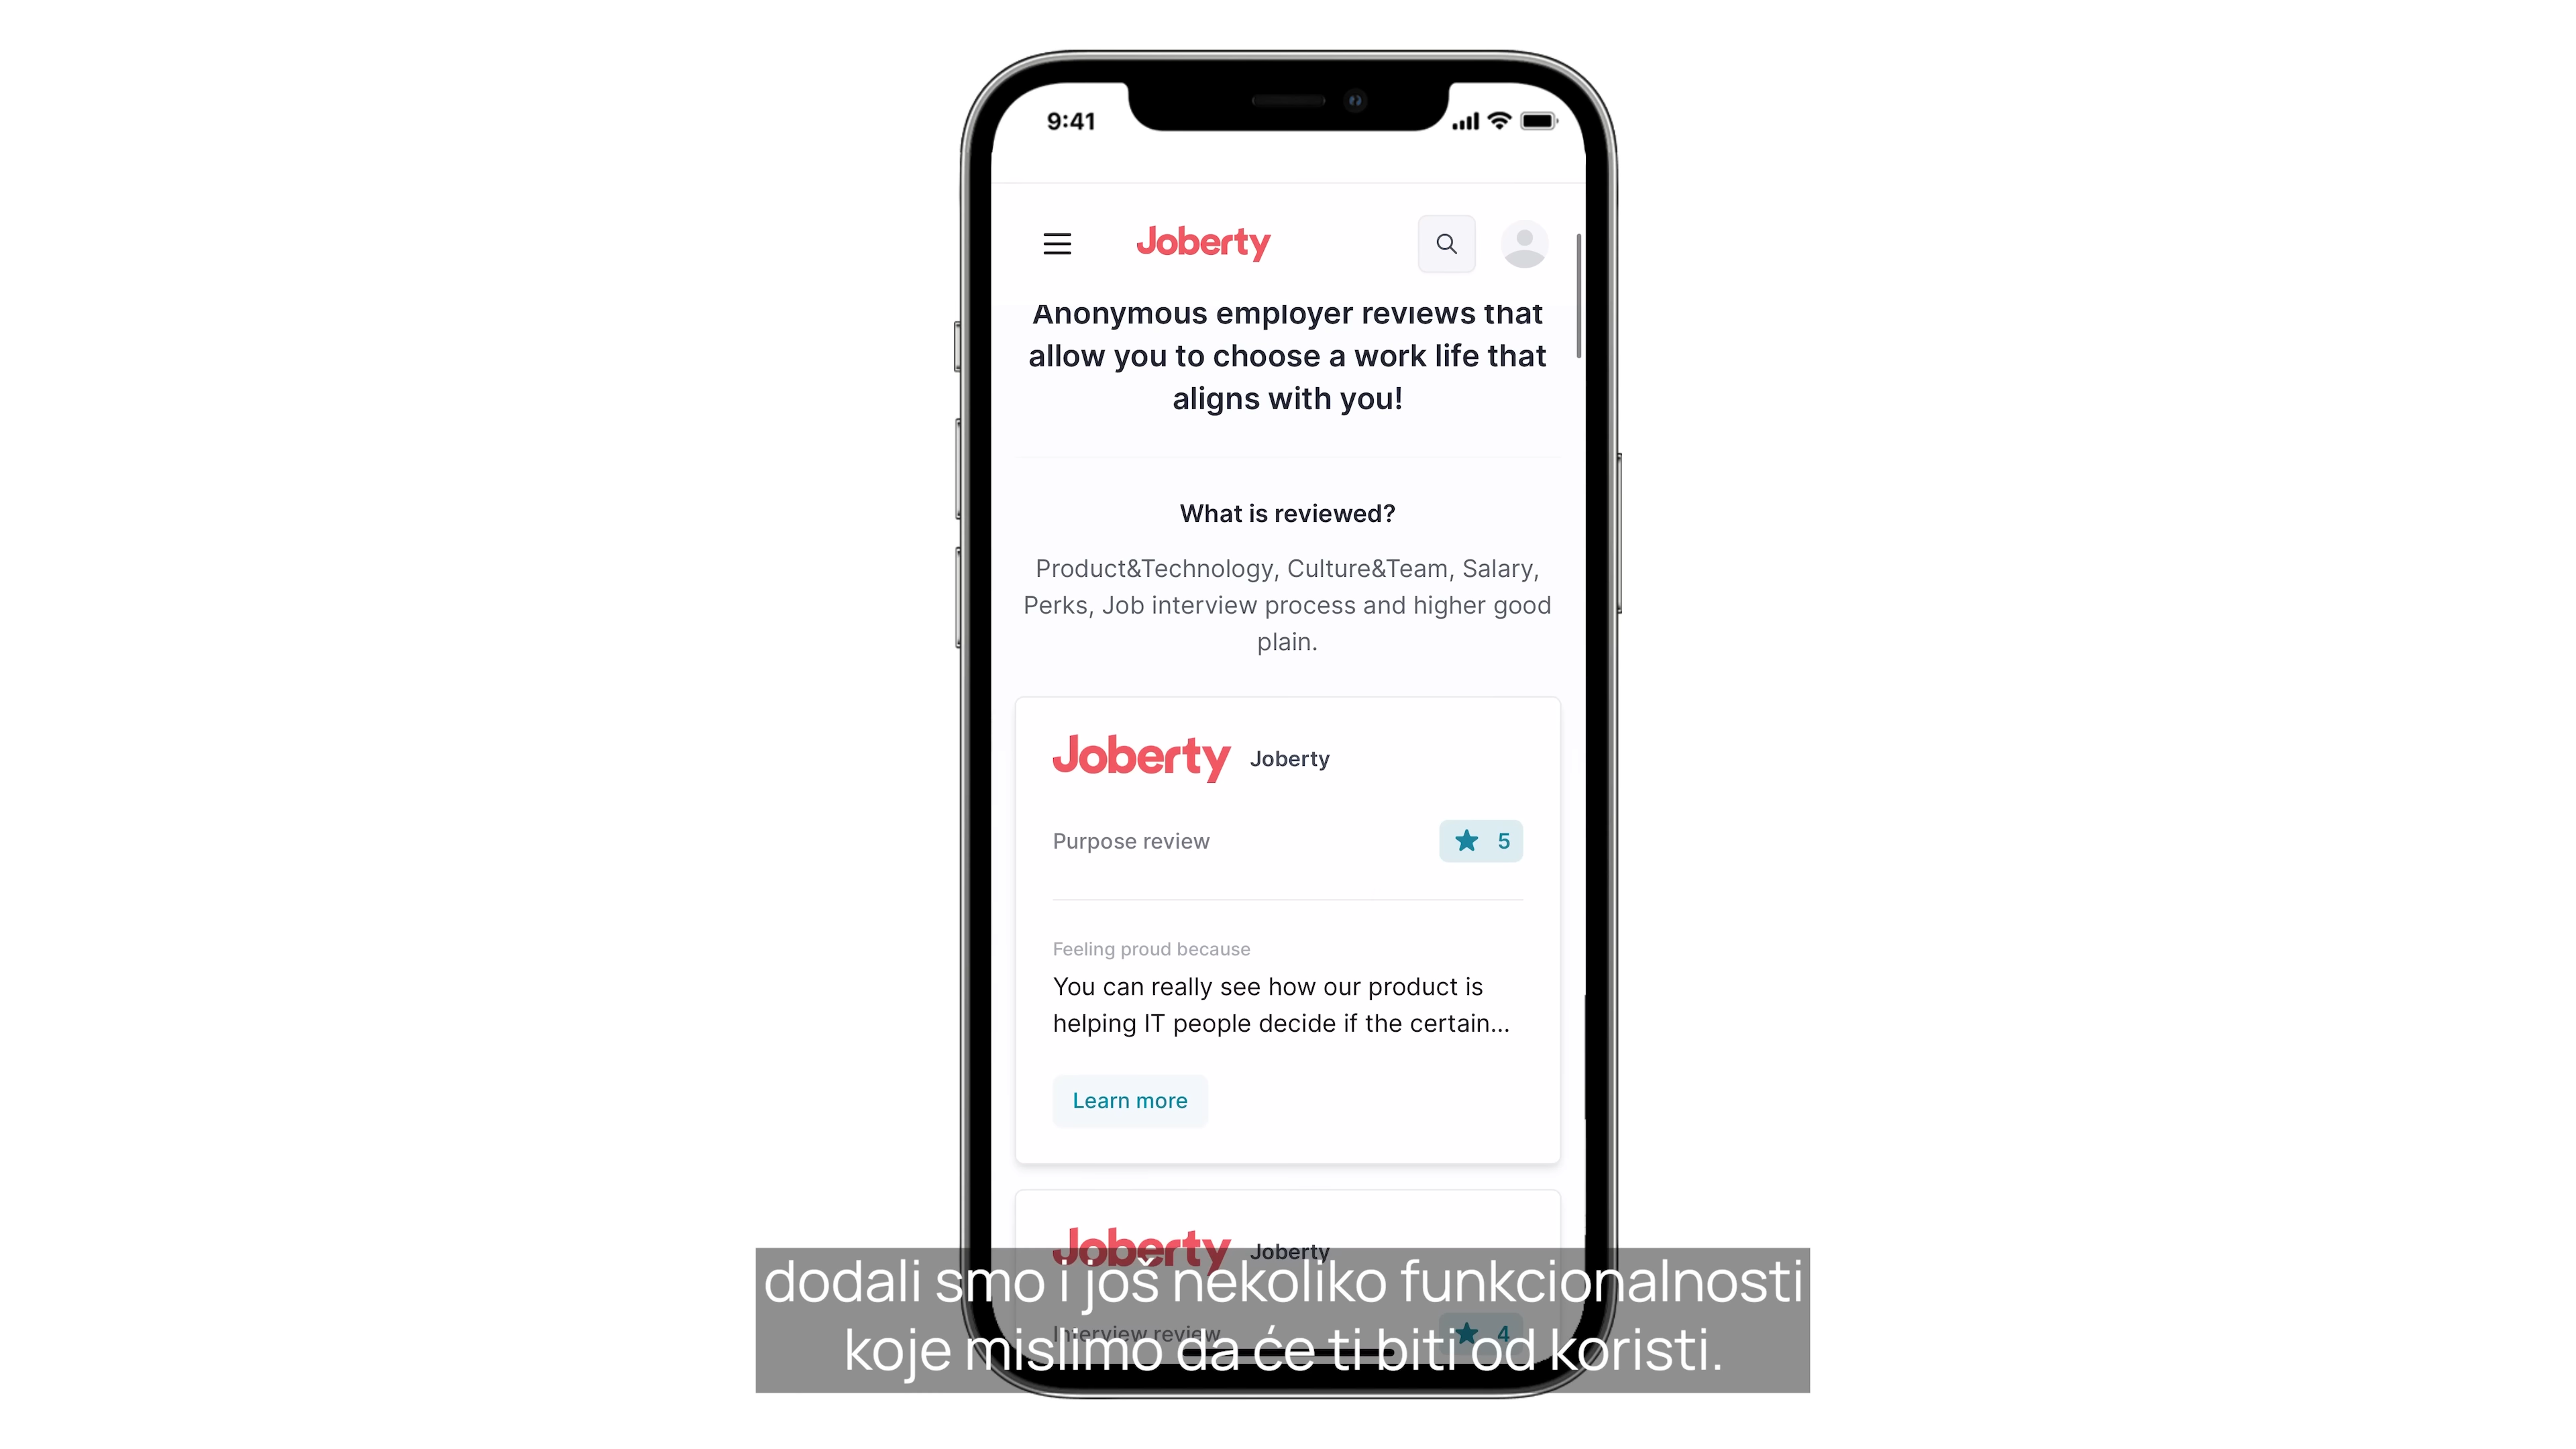 9:41
Joberty
Anonymous employer reviews that
allow you to choose a work life that
aligns with you!
What is reviewed?
Product&Technology, Culture&Team, Salary,
Perks, Job interview process and higher good
plain.
Joberty Joberty
Purpose review 5
Feeling proud because
You can really see how our product is
helping IT people decide if the certain...
Learn more
Joberty Joberty
Interview review 4
dodali smo i još nekoliko funkcionalnosti
koje mislimo da će ti biti od koristi.